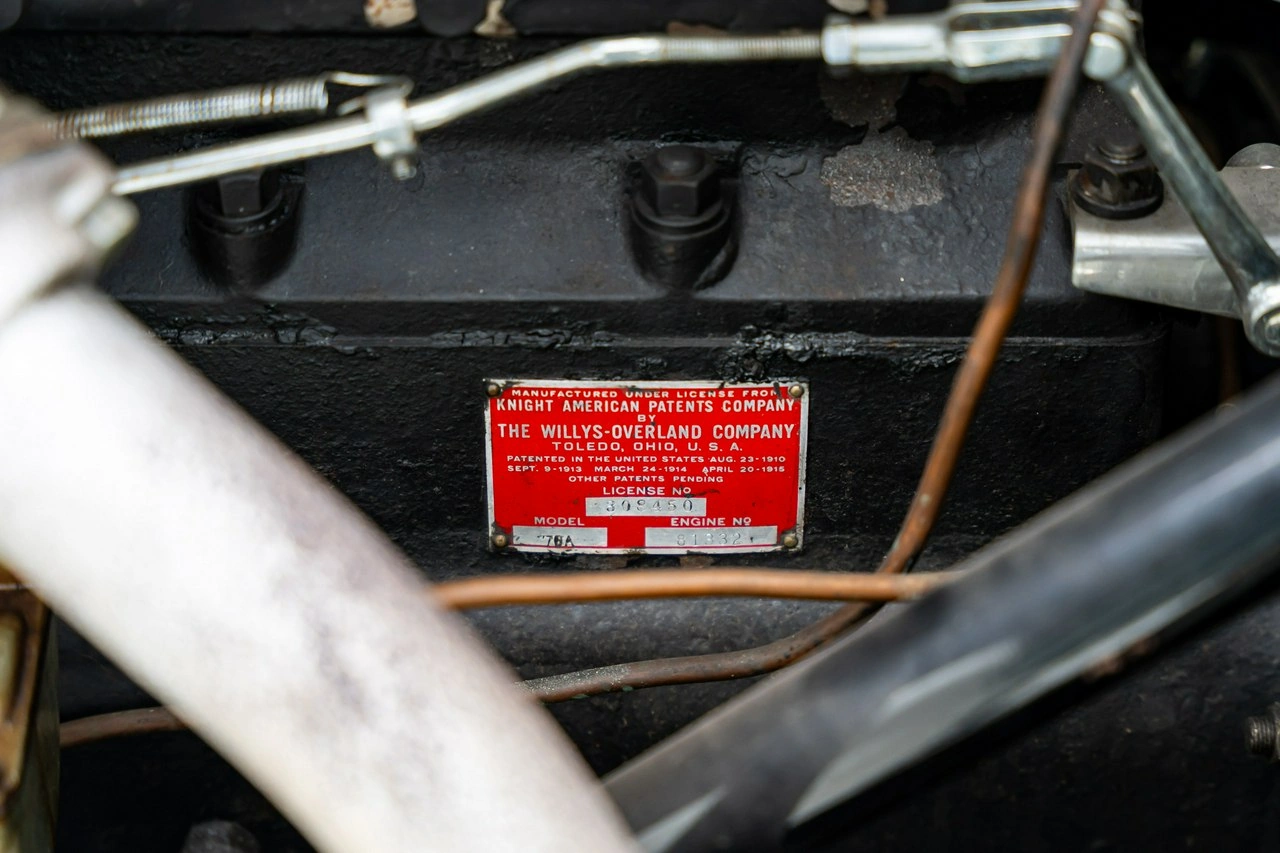 MANUFACTURED UNDER LICENSE FROM
KNIGHT AMERICAN PATENTS COMPANY
BY
THE WILLYS-OVERLAND COMPANY
TOLEDO, OHIO, U. S. A.
PATENTED IN THE UNITED STATES AUG. 23-1910
SEPT. 9-1913 MARCH 24-1914 APRIL 20-1915
OTHER PATENTS PENDING
LICENSE Nº
MODEL ENGINE Nº